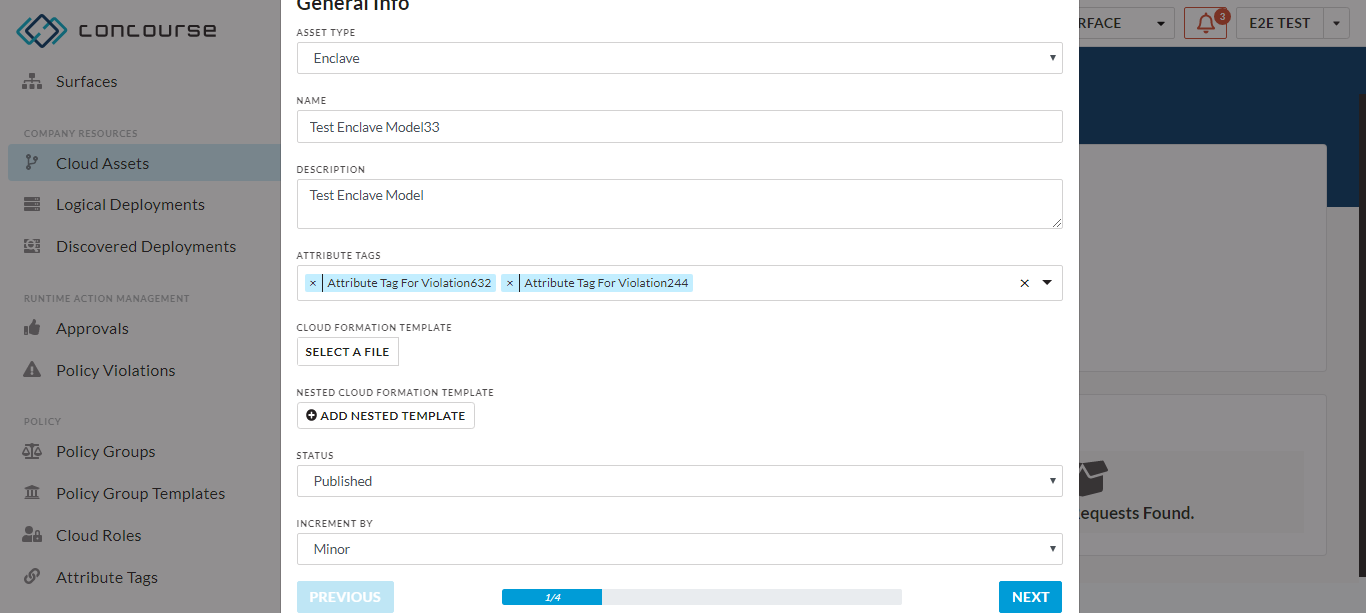 concourse
Surfaces
COMPANY RESOURCES
Cloud Assets
Logical Deployments
Discovered Deployments
RUNTIME ACTION MANAGEMENT
Approvals
Policy Violations
POLICY
Policy Groups
Policy Group Templates
Cloud Roles
Attribute Tags
General Info
ASSET TYPE
Enclave
NAME
Test Enclave Model33
DESCRIPTION
Test Enclave Model
ATTRIBUTE TAGS
× Attribute Tag For Violation632 × Attribute Tag For Violation244 ×
CLOUD FORMATION TEMPLATE
SELECT A FILE
NESTED CLOUD FORMATION TEMPLATE
ADD NESTED TEMPLATE
STATUS
Published
INCREMENT BY
Minor
PREVIOUS 1/4 NEXT
RFACE 3 E2E TEST
equests Found.